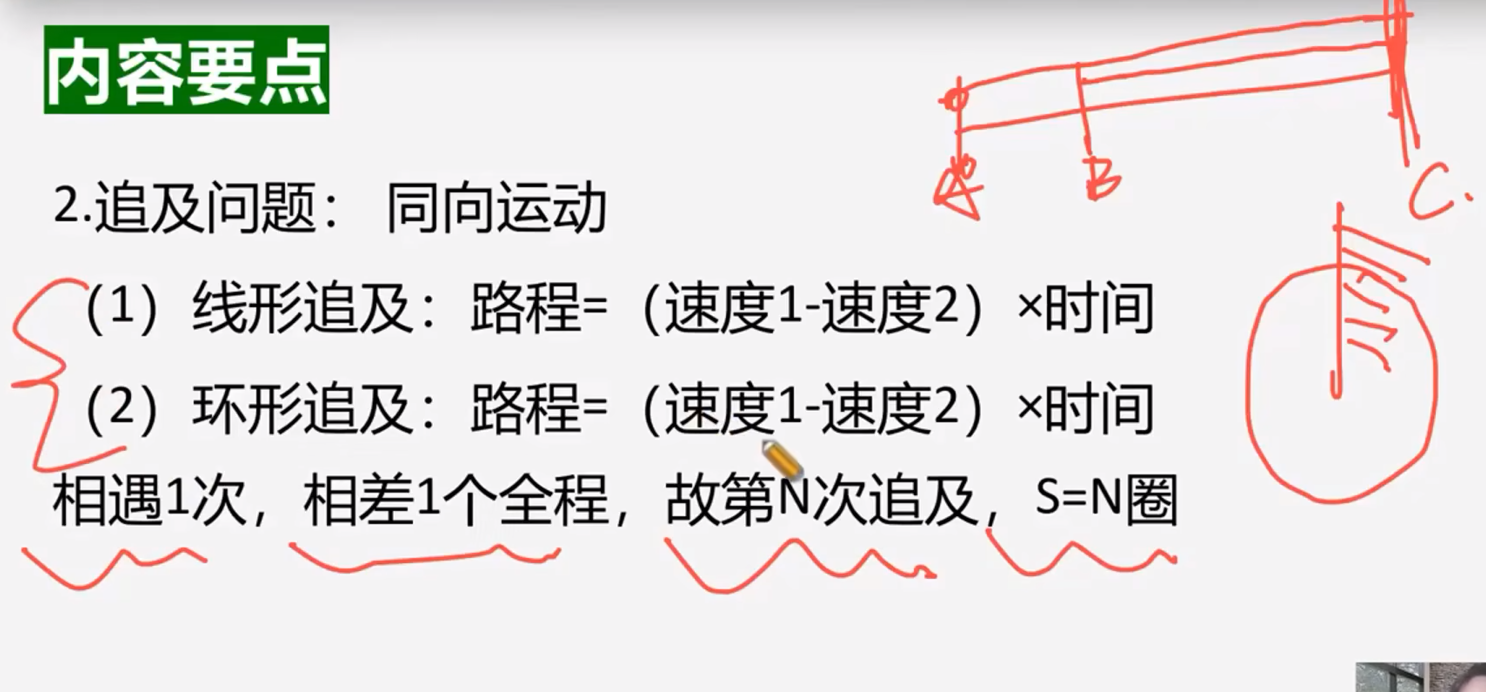 内容要点
2.追及问题： 同向运动
（1）线形追及：路程=（速度1-速度2）×时间
（2）环形追及：路程=（速度1-速度2）×时间
相遇1次，相差1个全程，故第N次追及，S=N圈
A B C.